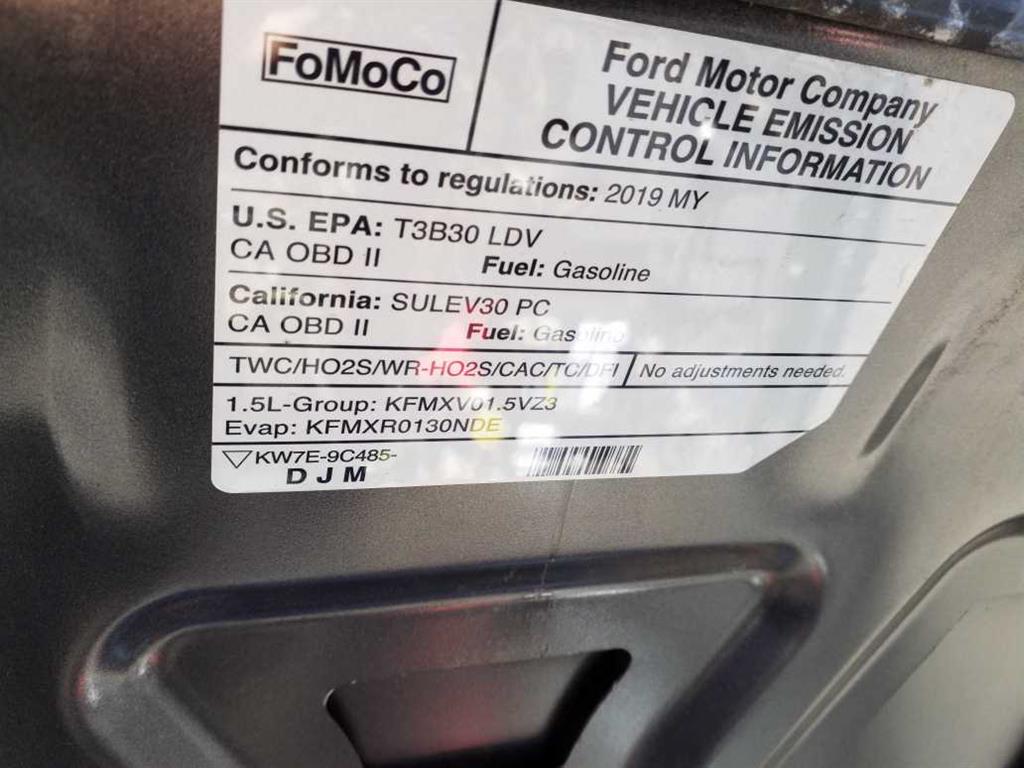 FoMoCo
Ford Motor Company
VEHICLE EMISSION
CONTROL INFORMATION
Conforms to regulations: 2019 MY
U.S. EPA: T3B30 LDV
CA OBD II Fuel: Gasoline
California: SULEV30 PC
CA OBD II Fuel: Gasoline
TWC/HO2S/WR-HO2S/CAC/TC/DFI No adjustments needed.
1.5L-Group: KFMXV01.5VZ3
Evap: KFMXR0130NDE
KW7E-9C485-
DJM